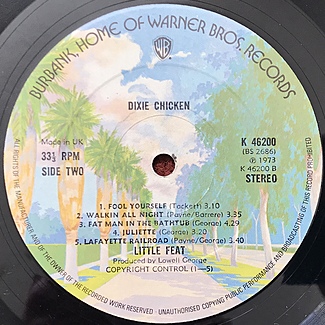 BURBANK, HOME OF WARNER BROS. RECORDS
WB
DIXIE CHICKEN
Made in UK
33⅓ RPM
SIDE TWO
K 46200
(BS 2686)
℗ 1973
K 46200 B
STEREO
1. FOOL YOURSELF (Tackett) 3.10
2. WALKIN ALL NIGHT (Payne/Barrere) 3.35
3. FAT MAN IN THE BATHTUB (George) 4.29
4. JULIETTE (George) 3.20
5. LAFAYETTE RAILROAD (Payne/George) 3.40
LITTLE FEAT
Produced by Lowell George
COPYRIGHT CONTROL (1-5)
ALL RIGHTS OF THE MANUFACTURER AND OF THE OWNER OF THE RECORDED WORK RESERVED · UNAUTHORISED COPYING PUBLIC PERFORMANCE AND BROADCASTING OF THIS RECORD PROHIBITED